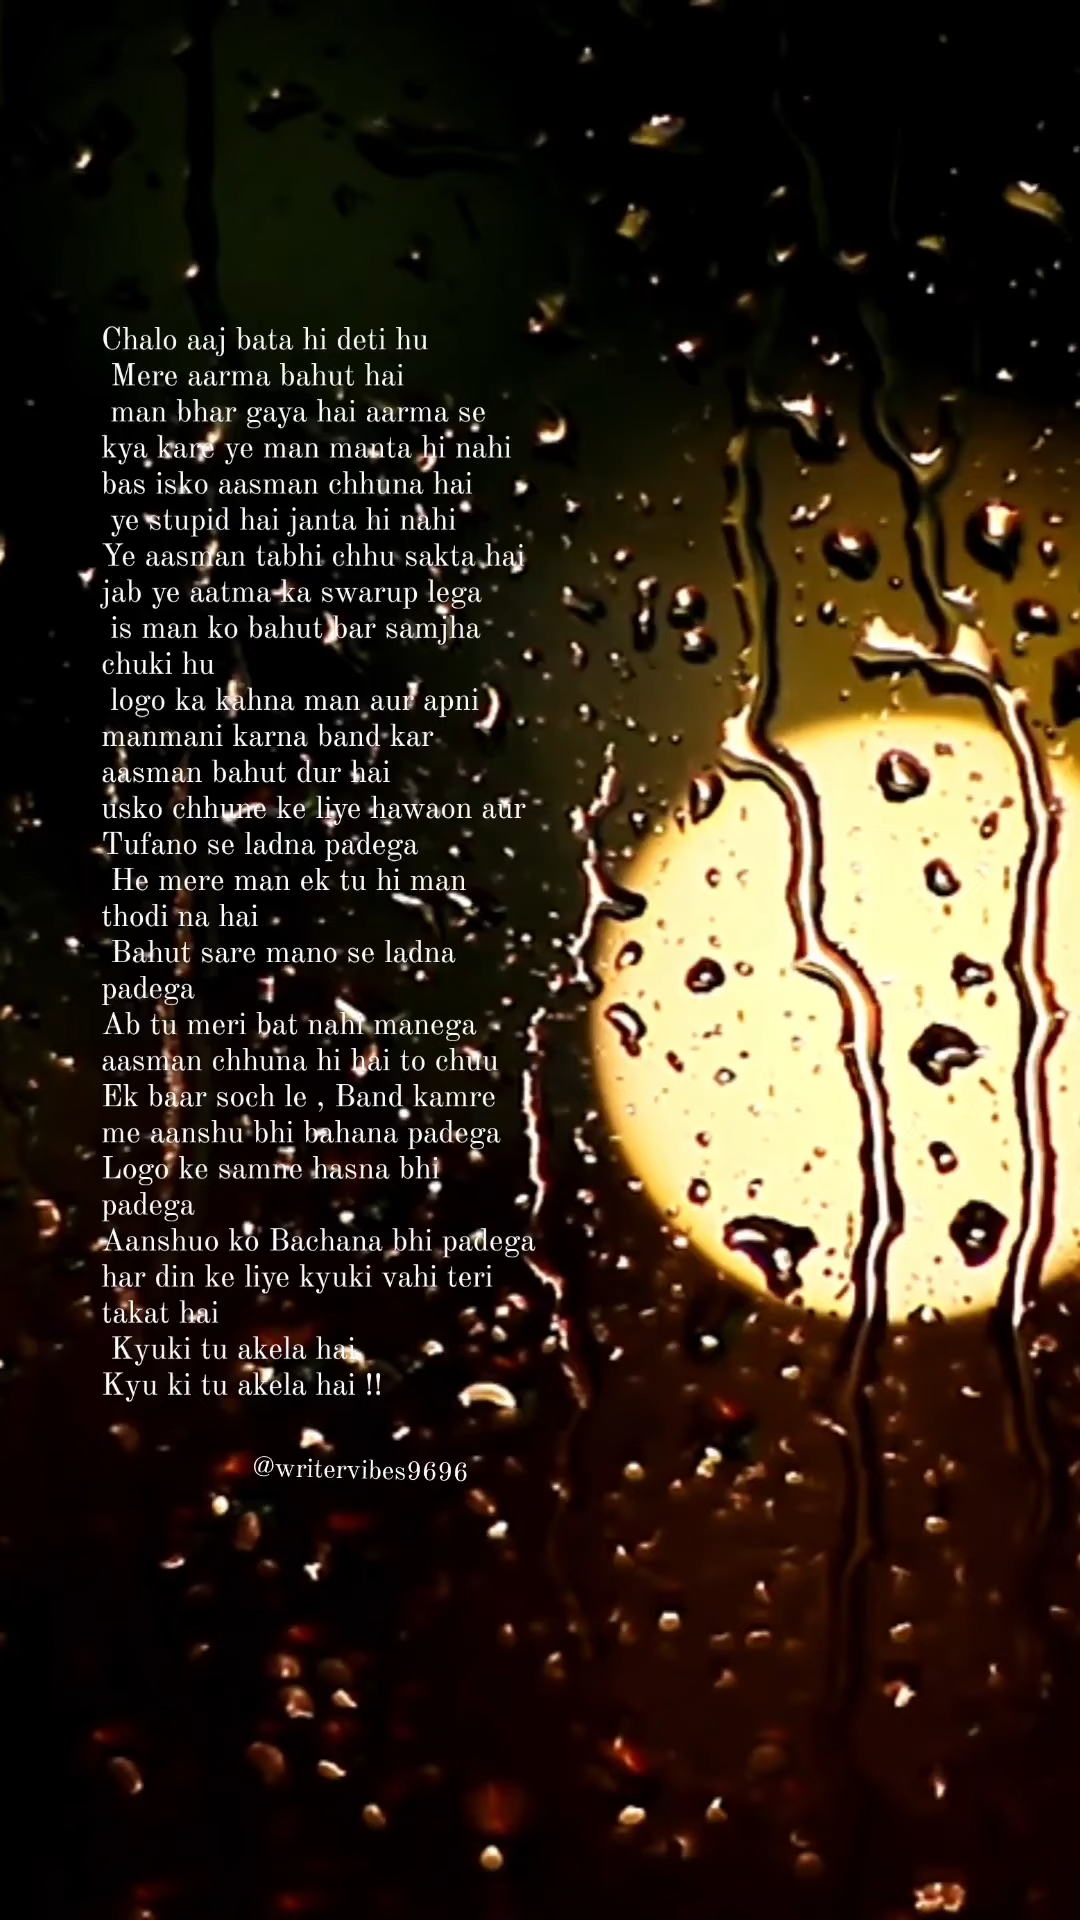 Chalo aaj bata hi deti hu
Mere aarma bahut hai
man bhar gaya hai aarma se
kya kare ye man manta hi nahi
bas isko aasman chhuna hai
ye stupid hai janta hi nahi
Ye aasman tabhi chhu sakta hai
jab ye aatma ka swarup lega
is man ko bahut bar samjha
chuki hu
logo ka kahna man aur apni
manmani karna band kar
aasman bahut dur hai
usko chhune ke liye hawaon aur
Tufano se ladna padega
He mere man ek tu hi man
thodi na hai
Bahut sare mano se ladna
padega
Ab tu meri bat nahi manega
aasman chhuna hi hai to chuu
Ek baar soch le , Band kamre
me aanshu bhi bahana padega
Logo ke samne hasna bhi
padega
Aanshuo ko Bachana bhi padega
har din ke liye kyuki vahi teri
takat hai
Kyuki tu akela hai
Kyu ki tu akela hai !!
@writervibes9696